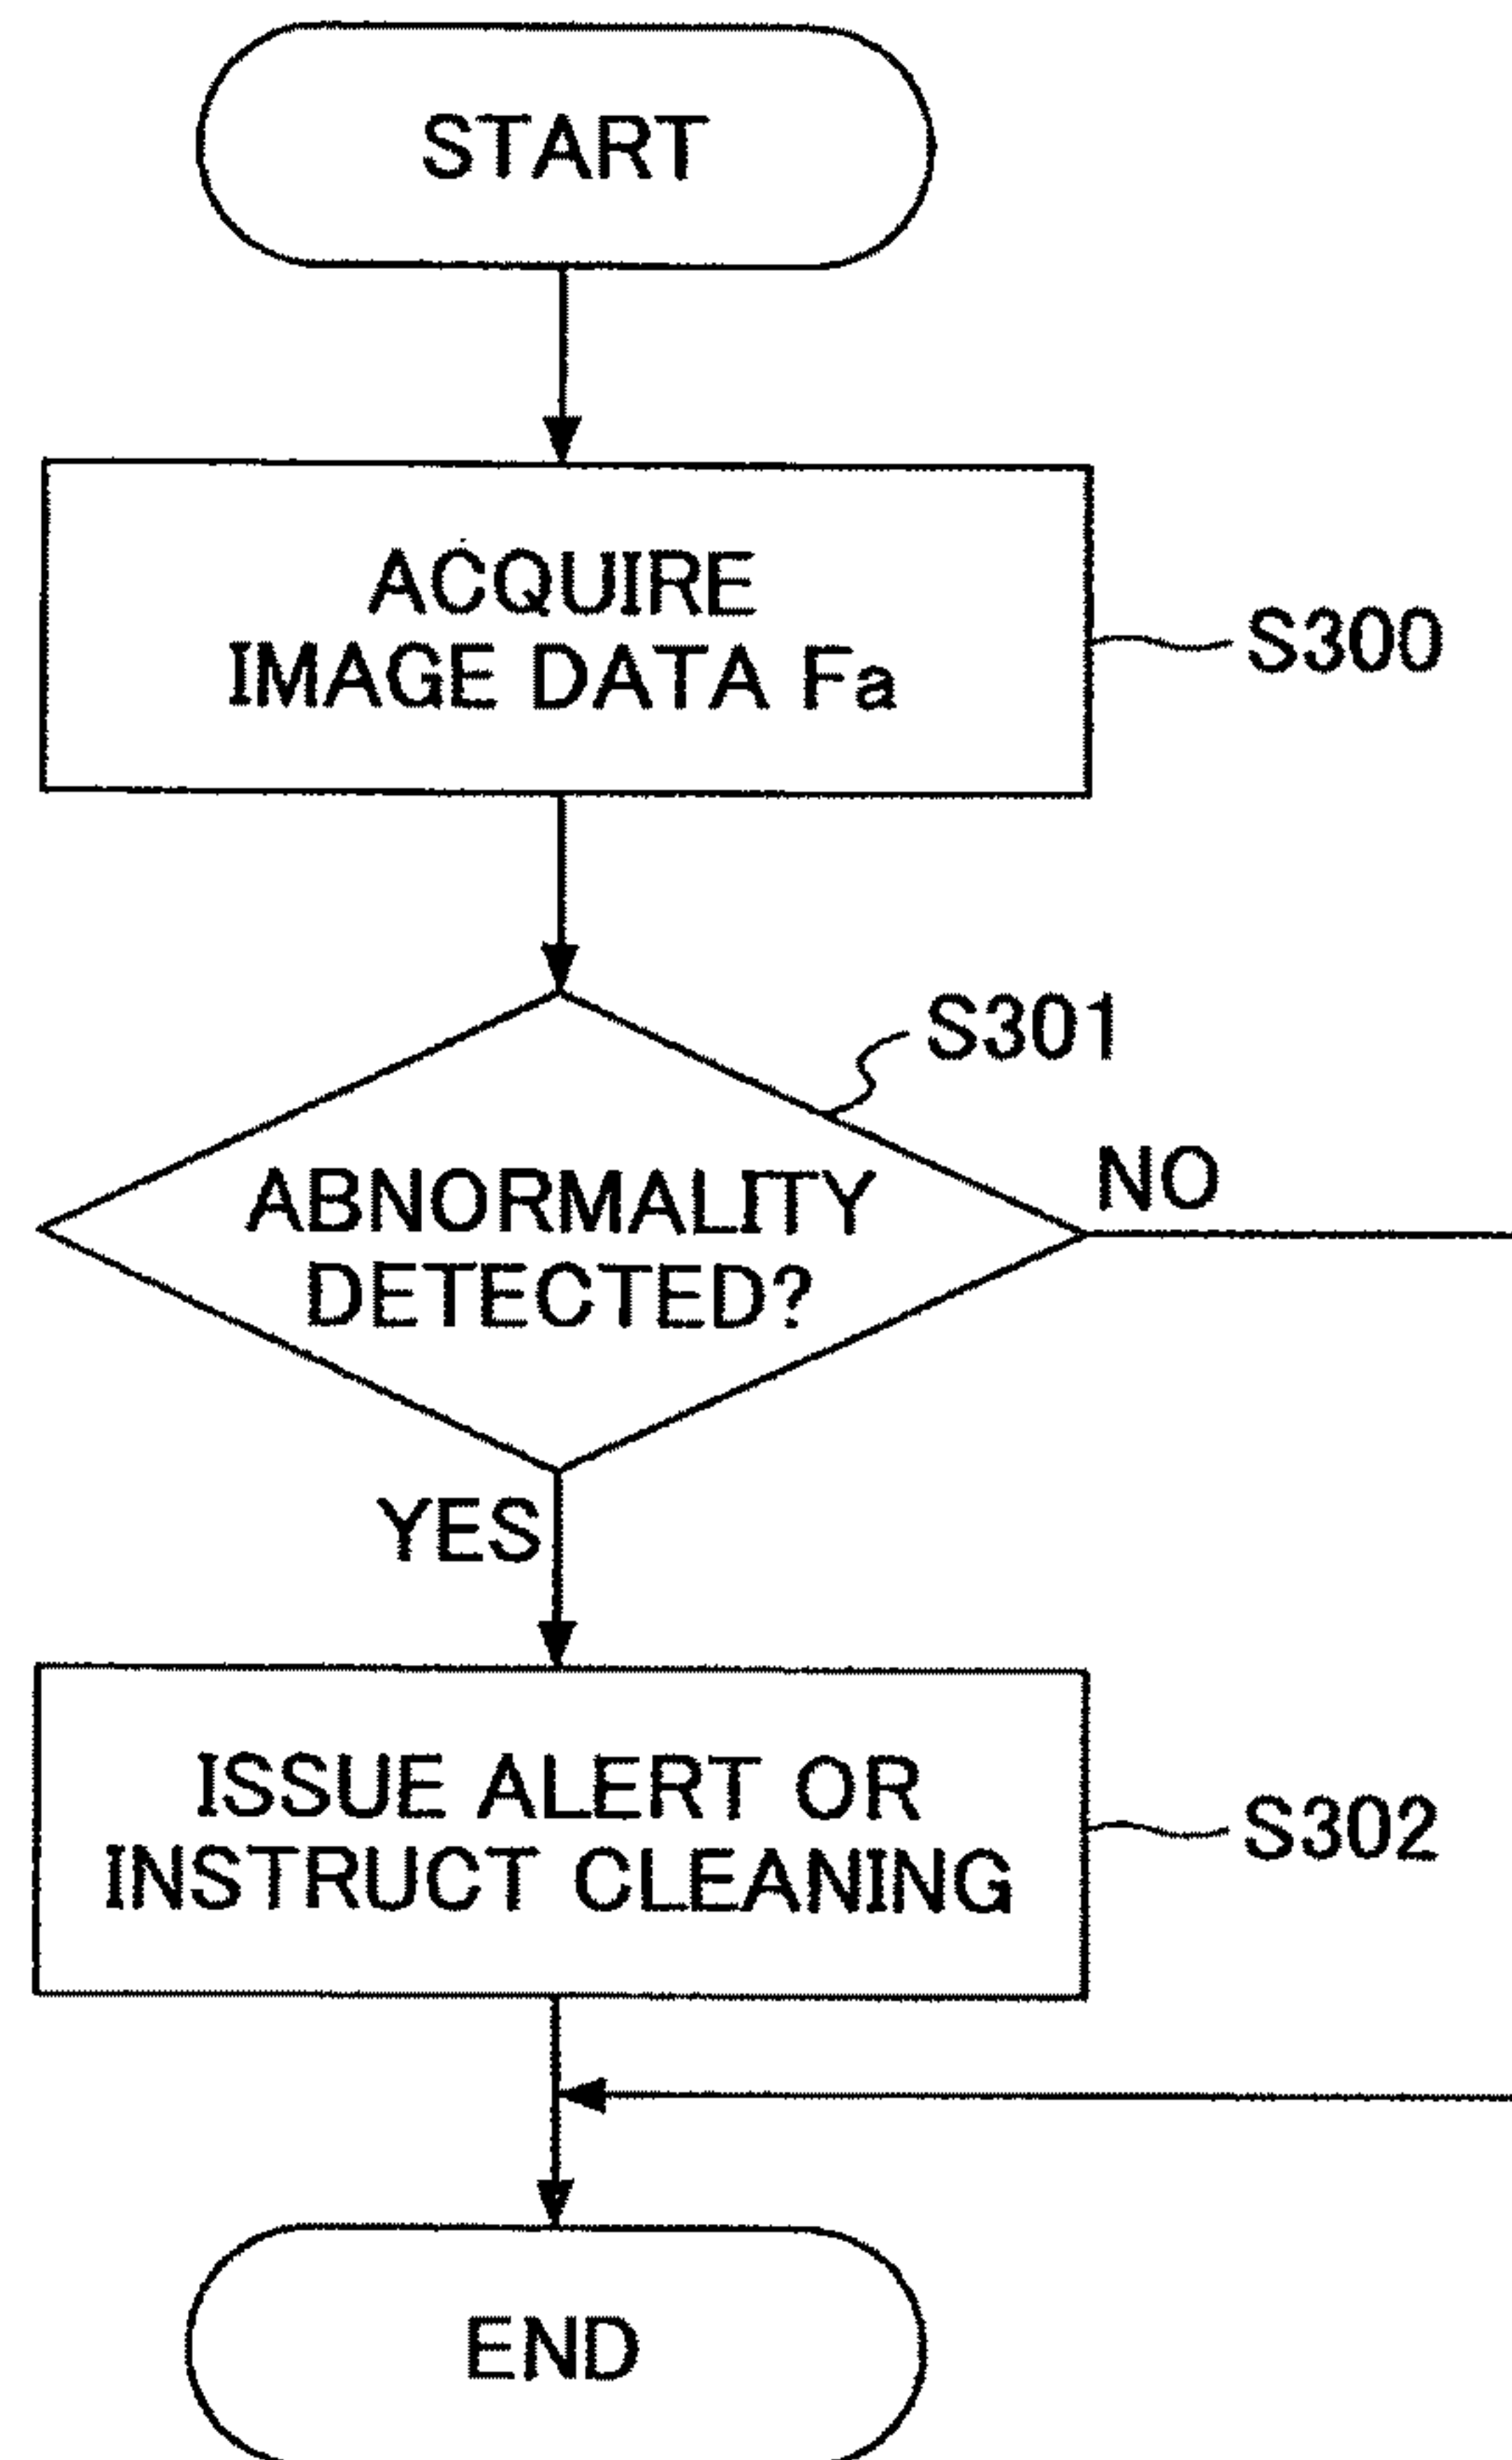 START
ACQUIRE
IMAGE DATA Fa
S300
S301
ABNORMALITY
DETECTED?
NO
YES
ISSUE ALERT OR
INSTRUCT CLEANING
S302
END